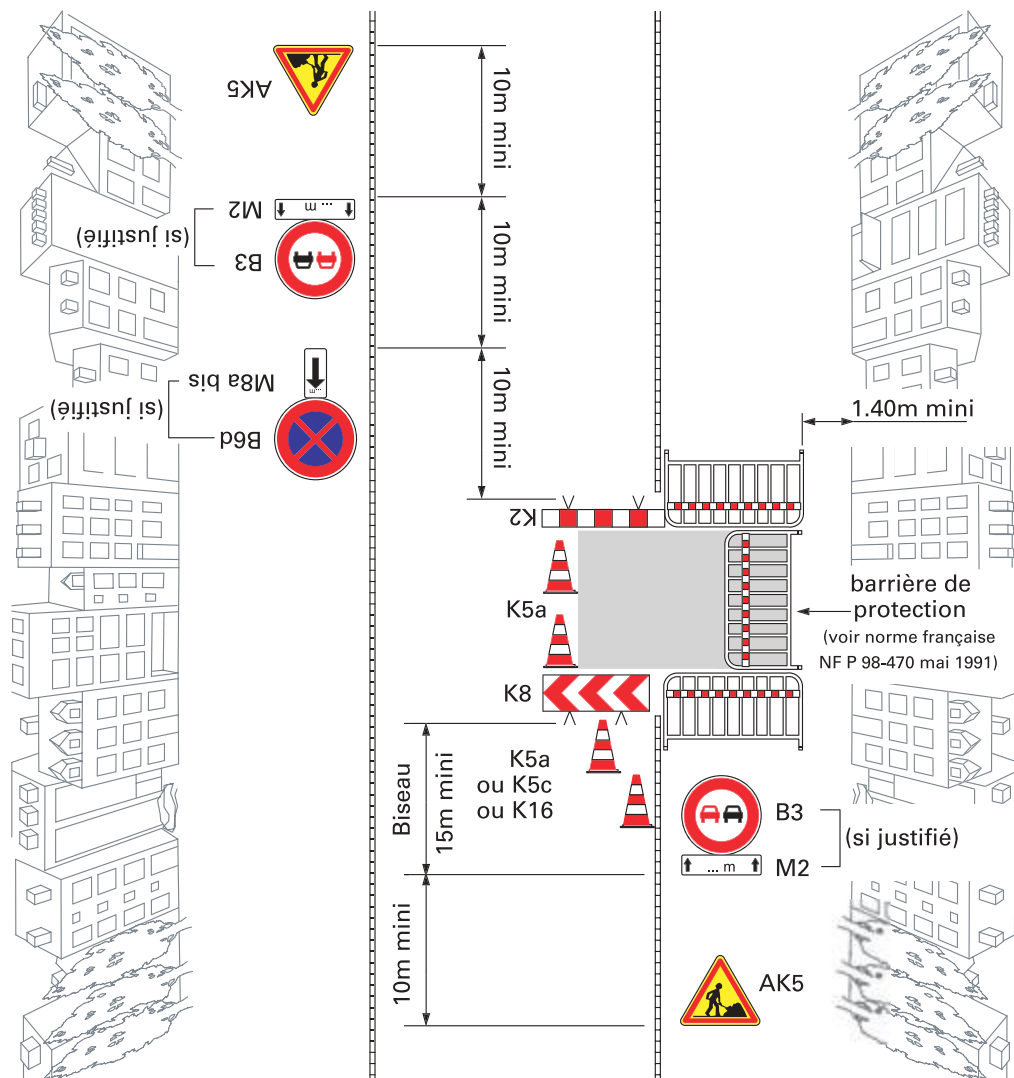 AK5
10m mini
M2
... m
(si justifié)
B3
10m mini
M8a bis
...m
(si justifié)
B6d
10m mini
1.40m mini
K2
K5a
barrière de
protection
(voir norme française
NF P 98-470 mai 1991)
K8
Biseau
15m mini
K5a
ou K5c
ou K16
B3
(si justifié)
... m
M2
10m mini
AK5